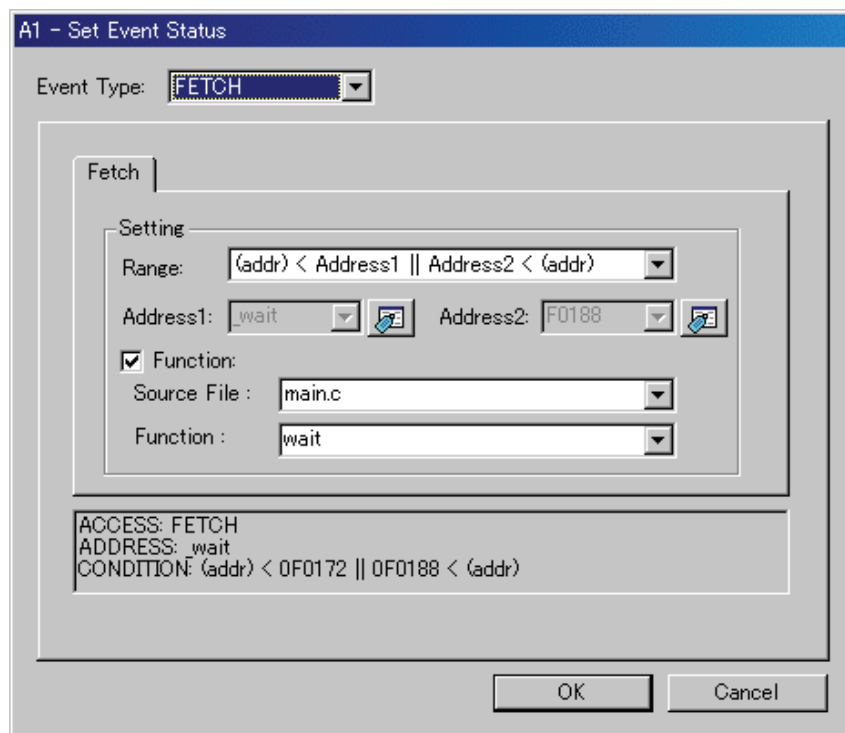 A1 - Set Event Status
Event Type: FETCH
Fetch
Setting
Range: (addr) < Address1 || Address2 < (addr)
Address1: _wait Address2: F0188
Function:
Source File : main.c
Function : wait
ACCESS: FETCH
ADDRESS: _wait
CONDITION: (addr) < 0F0172 || 0F0188 < (addr)
OK Cancel